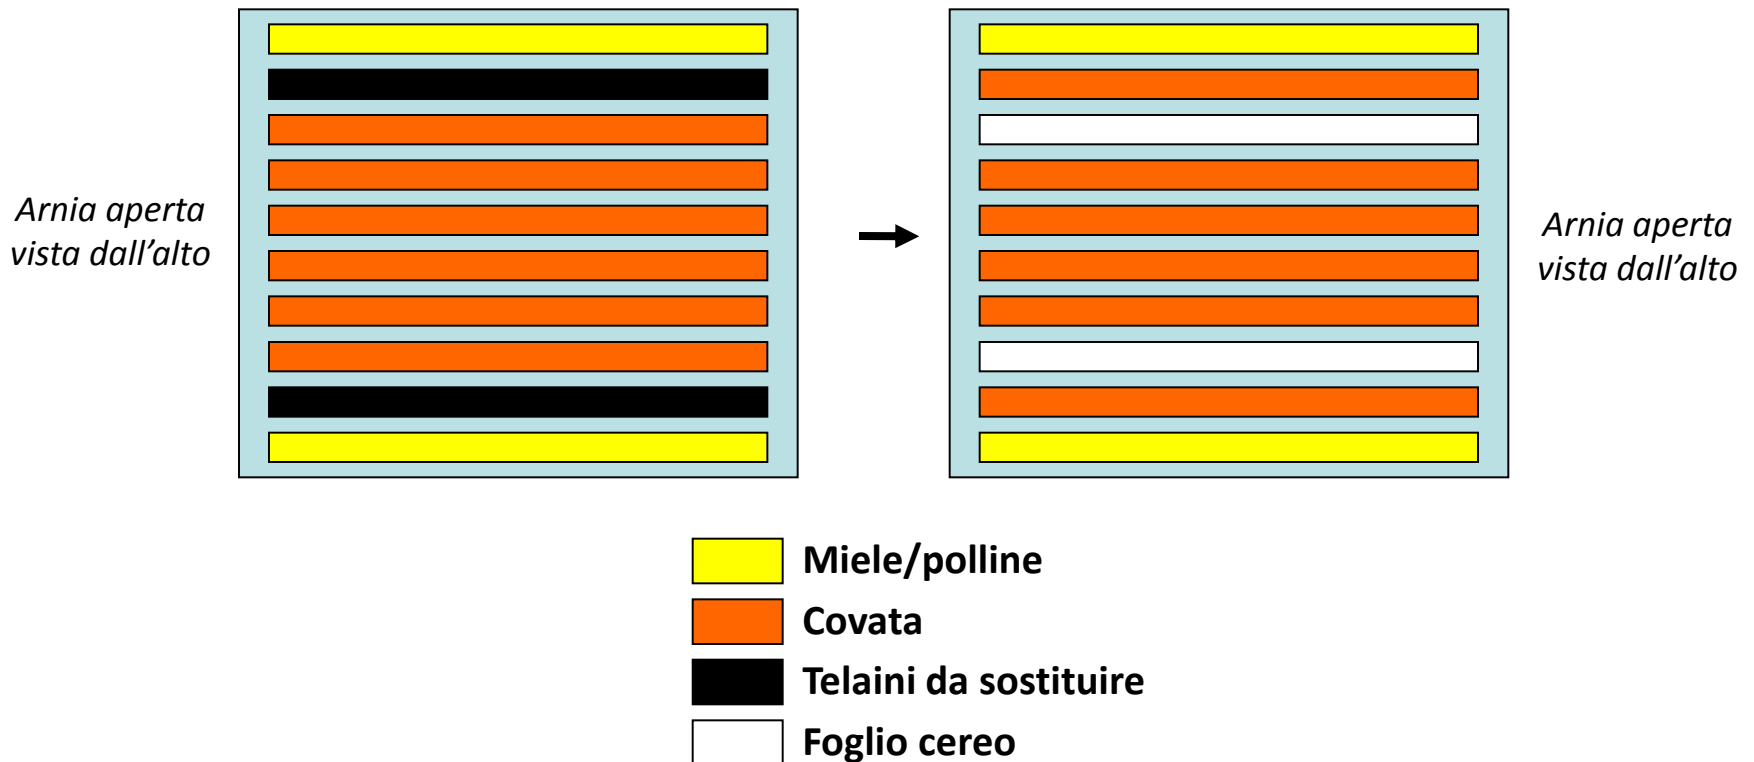 Arnia aperta
vista dall’alto
Arnia aperta
vista dall’alto
Miele/polline
Covata
Telaini da sostituire
Foglio cereo